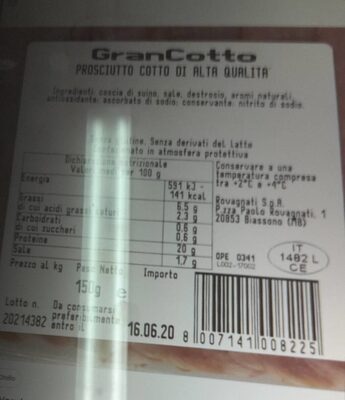 GranCotto
PROSCIUTTO COTTO DI ALTA QUALITA'
Ingredienti: coscia di suino, sale, destrosio, aromi naturali,
antiossidante: ascorbato di sodio; conservante: nitrito di sodio.
glutine. Senza derivati del latte
Confezionato in atmosfera protettiva
Dichiarazione nutrizionale
Valori medi per 100 g
Energia 591 kJ -
141 kcal
Grassi 6,5 g
di cui acidi grassi saturi 2,3 g
Carboidrati 0,6 g
di cui zuccheri 0,6 g
Proteine 20 g
Sale 1,7 g
Conservare a una
temperatura compresa
tra +2°C e +4°C
Rovagnati S.p.A.
P.zza Paolo Rovagnati, 1
20853 Biassono (MB)
OPE 0341
IT
1482 L
CE
Prezzo al kg Peso Netto Importo
150g e
Lotto n. Da consumarsi
20214382 preferibilmente
entro il 16.06.20
8 007141 008225